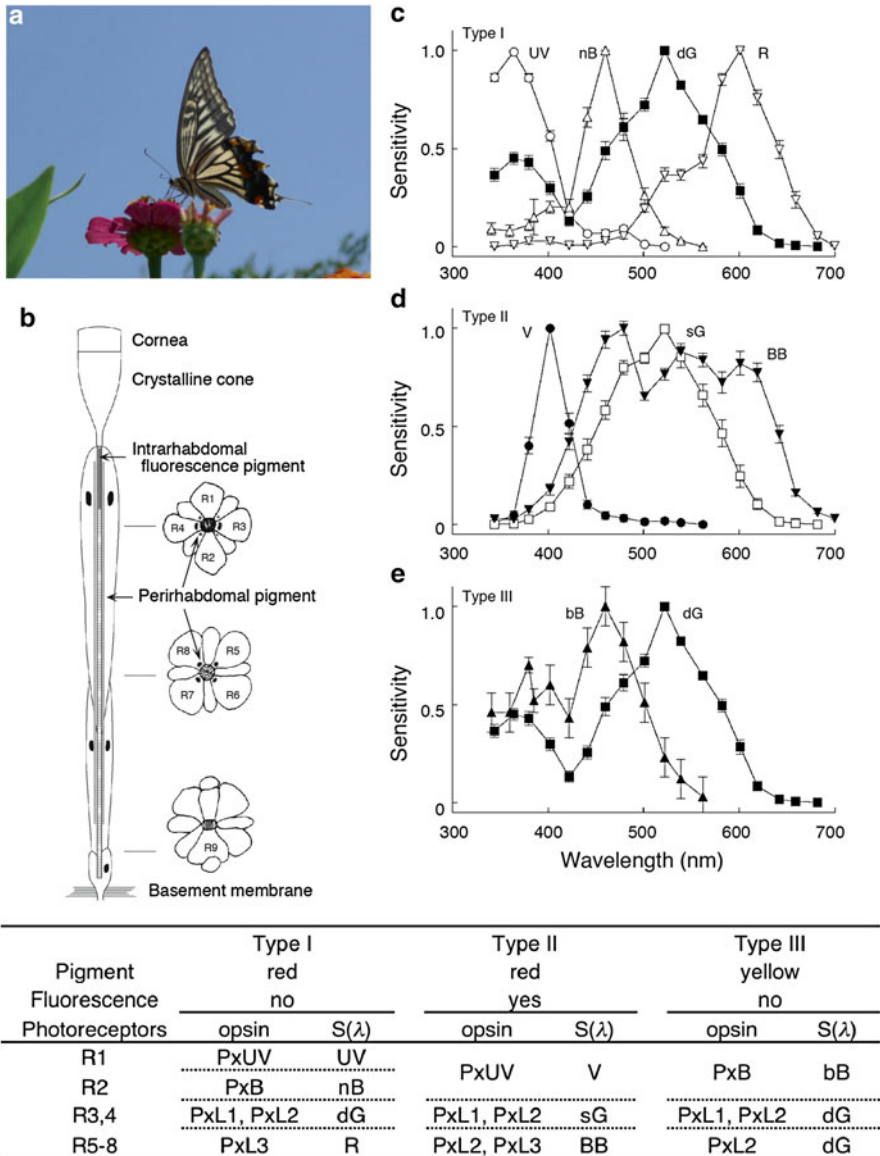 a
b
Cornea
Crystalline cone
Intrarhabdomal
fluorescence pigment
R1
R4 R3
R2
Perirhabdomal pigment
R8 R5
R7 R6
R9
Basement membrane
c
Type I
UV nB dG R
Sensitivity
1.0
0.5
0
300 400 500 600 700
d
Type II
V sG BB
1.0
0.5
0
300 400 500 600 700
e
Type III
bB dG
Sensitivity
1.0
0.5
0
300 400 500 600 700
Wavelength (nm)
Type I Type II Type III
Pigment red red yellow
Fluorescence no yes no
Photoreceptors opsin S(λ) opsin S(λ) opsin S(λ)
R1 PxUV UV
PxUV V PxB bB
R2 PxB nB
R3,4 PxL1, PxL2 dG PxL1, PxL2 sG PxL1, PxL2 dG
R5-8 PxL3 R PxL2, PxL3 BB PxL2 dG